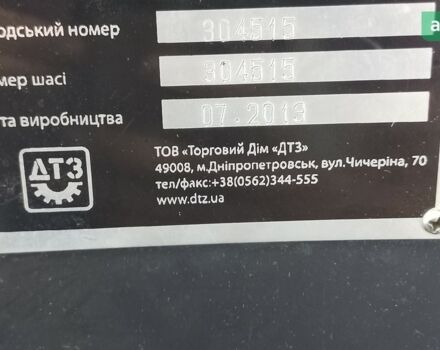 одський номер 304515
мер шасі 304515
та виробництва 07.2019
ДТЗ
ТОВ «Торговий Дім «ДТЗ»
49008, м.Дніпропетровськ, вул.Чичеріна, 70
тел/факс:+38(0562)344-555
www.dtz.ua